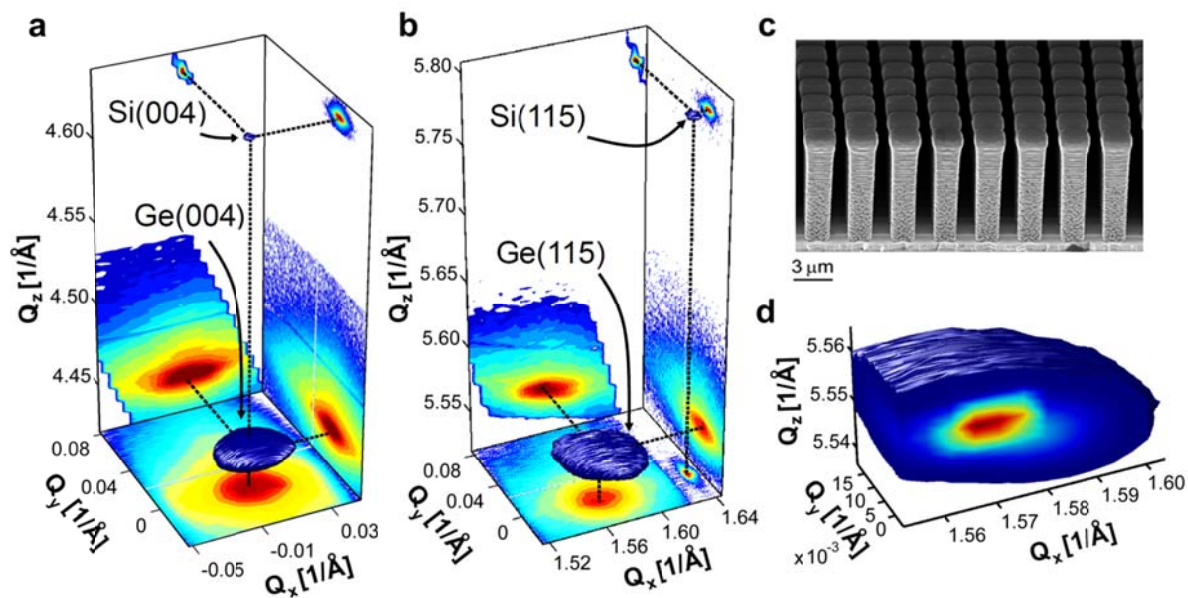 a
4.60
4.55
4.50
4.45
Qz [1/Å]
0.08
0.04
0
Qy [1/Å]
-0.05
-0.01
0.03
Qx [1/Å]
Si(004)
Ge(004)
b
5.80
5.75
5.70
5.65
5.60
5.55
Qz [1/Å]
0.08
0.04
0
Qy [1/Å]
1.52
1.56
1.60
1.64
Qx [1/Å]
Si(115)
Ge(115)
c
3 μm
d
5.56
5.55
5.54
Qz [1/Å]
15
10
5
0
x10⁻³
Qy [1/Å]
1.56
1.57
1.58
1.59
1.60
Qx [1/Å]